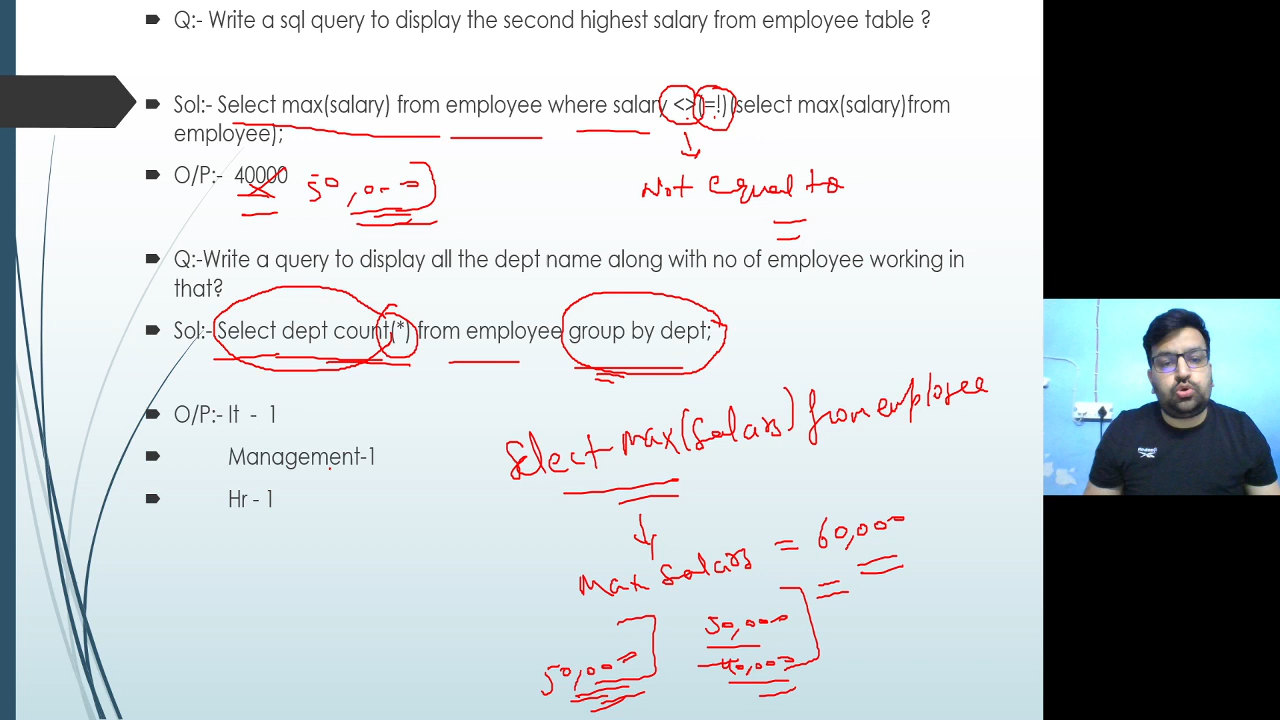 Q:- Write a sql query to display the second highest salary from employee table ?
Sol:- Select max(salary) from employee where salary <> (=!) (select max(salary)from
employee);
O/P:- 40000 50,000
Not equal to
Q:-Write a query to display all the dept name along with no of employee working in
that?
Sol:- Select dept count(*) from employee group by dept;
O/P:- It - 1
Select max(salary) from employee
Management-1
Hr - 1
max salary = 60,000
50,000
40,000
50,000